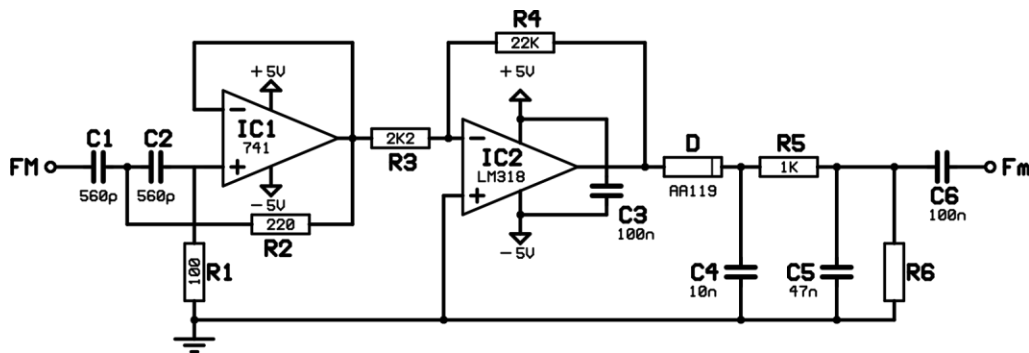 R4
22K
+5V
+5V
C1
C2
−
IC1
741
+
−
IC2
LM318
+
2K2
R3
D
AA119
R5
1K
FM
560p
560p
−5V
220
R2
C3
100n
−5V
C6
100n
Fm
100
R1
C4
10n
C5
47n
R6